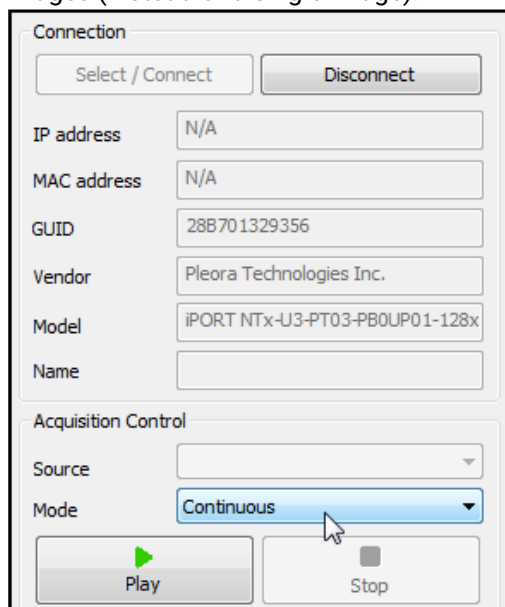 Connection
Select / Connect Disconnect
IP address N/A
MAC address N/A
GUID 28B701329356
Vendor Pleora Technologies Inc.
Model iPORT NTx-U3-PT03-PB0UP01-128x
Name
Acquisition Control
Source
Mode Continuous
Play Stop